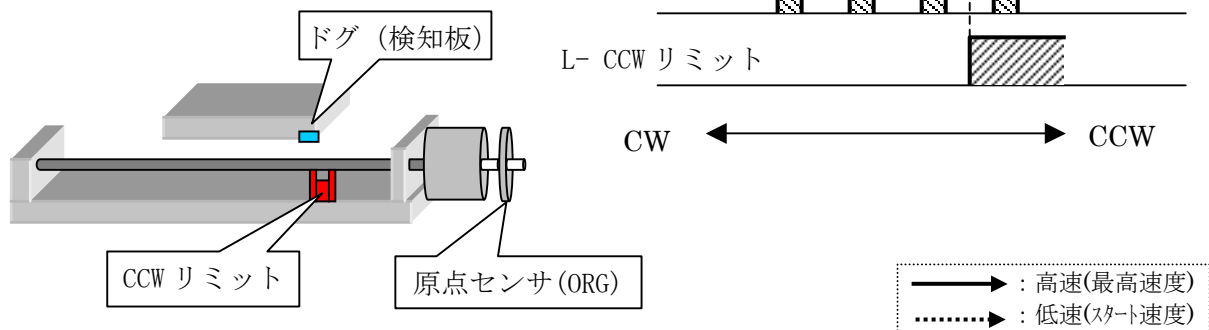 ドグ (検知板)
L- CCW リミット
CW
CCW
CCW リミット
原点センサ(ORG)
: 高速(最高速度)
: 低速(スタート速度)